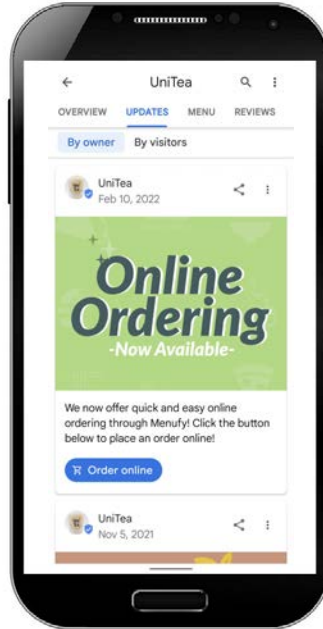 UniTea
OVERVIEW UPDATES MENU REVIEWS
By owner By visitors
UniTea
Feb 10, 2022
Online
Ordering
-Now Available-
We now offer quick and easy online
ordering through Menufy! Click the button
below to place an order online!
Order online
UniTea
Nov 5, 2021